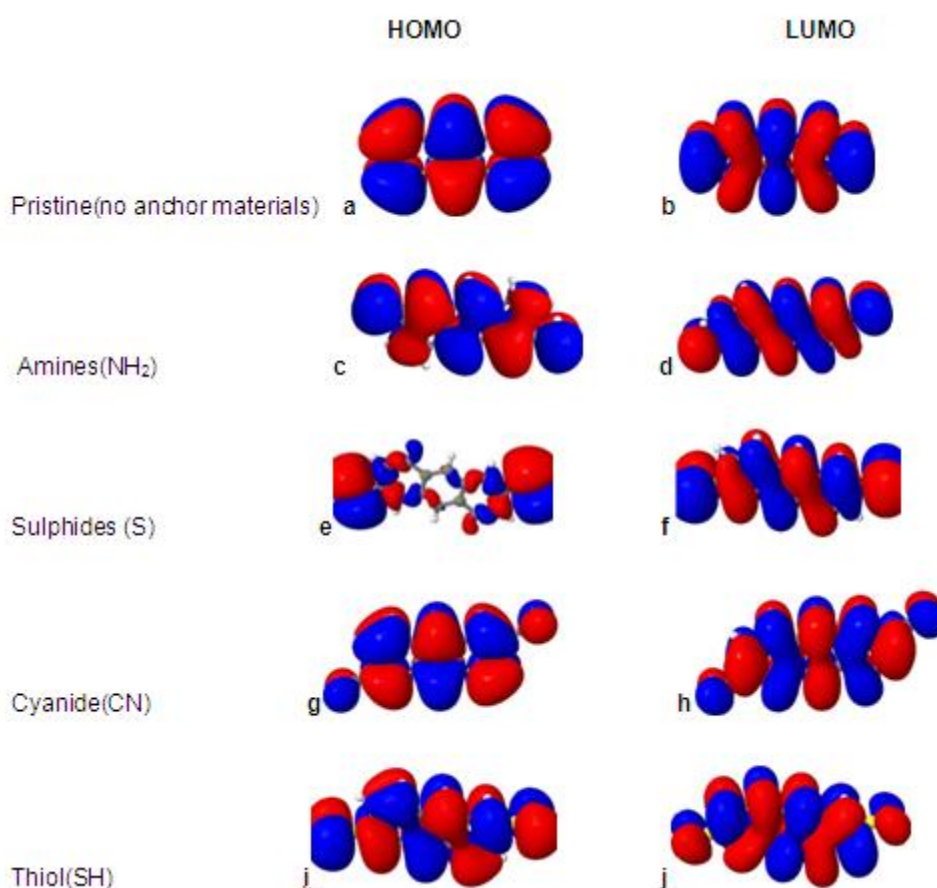 HOMO LUMO
Pristine(no anchor materials) a b
Amines(NH₂) c d
Sulphides (S) e f
Cyanide(CN) g h
Thiol(SH) j j